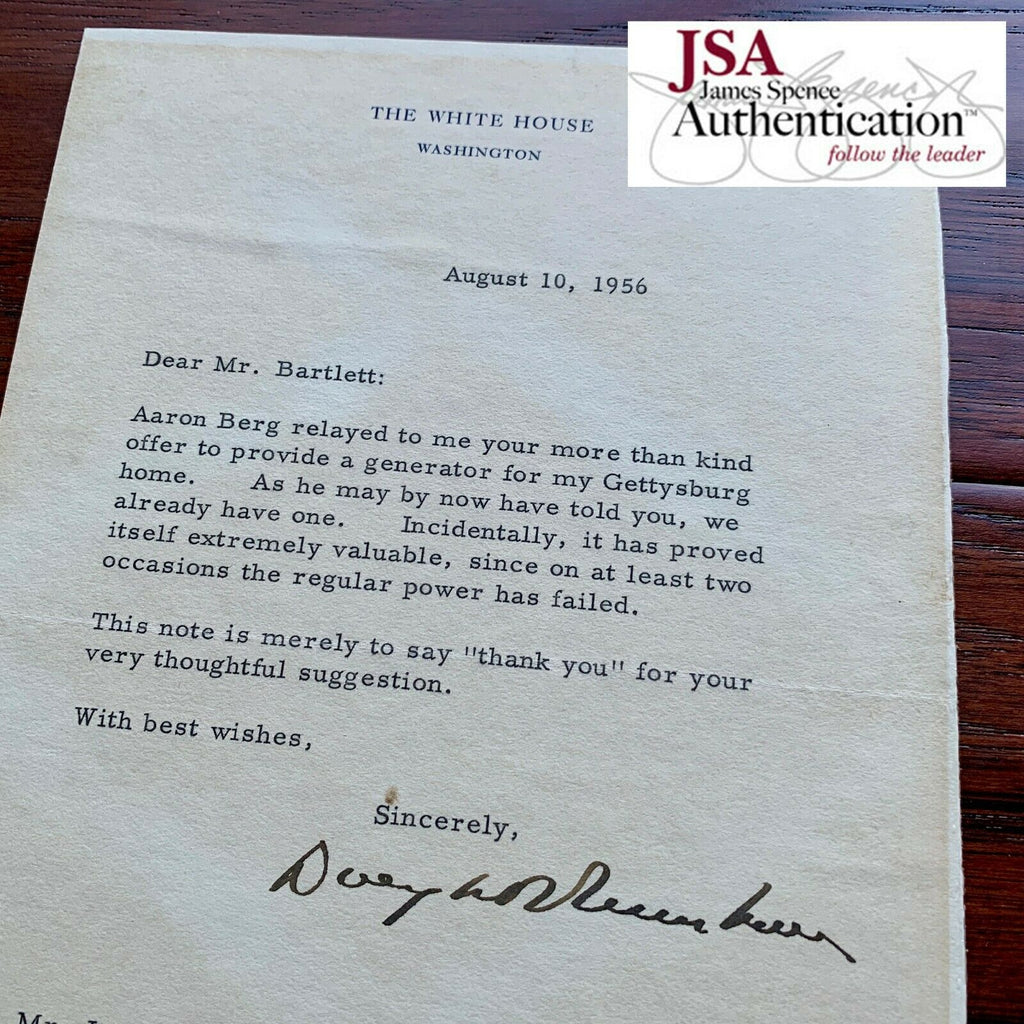 JSA
James Spence
Authentication™
follow the leader
THE WHITE HOUSE
WASHINGTON
August 10, 1956
Dear Mr. Bartlett:
Aaron Berg relayed to me your more than kind
offer to provide a generator for my Gettysburg
home. As he may by now have told you, we
already have one. Incidentally, it has proved
itself extremely valuable, since on at least two
occasions the regular power has failed.
This note is merely to say "thank you" for your
very thoughtful suggestion.
With best wishes,
Sincerely,
Dwight D Eisenhower
Mr.